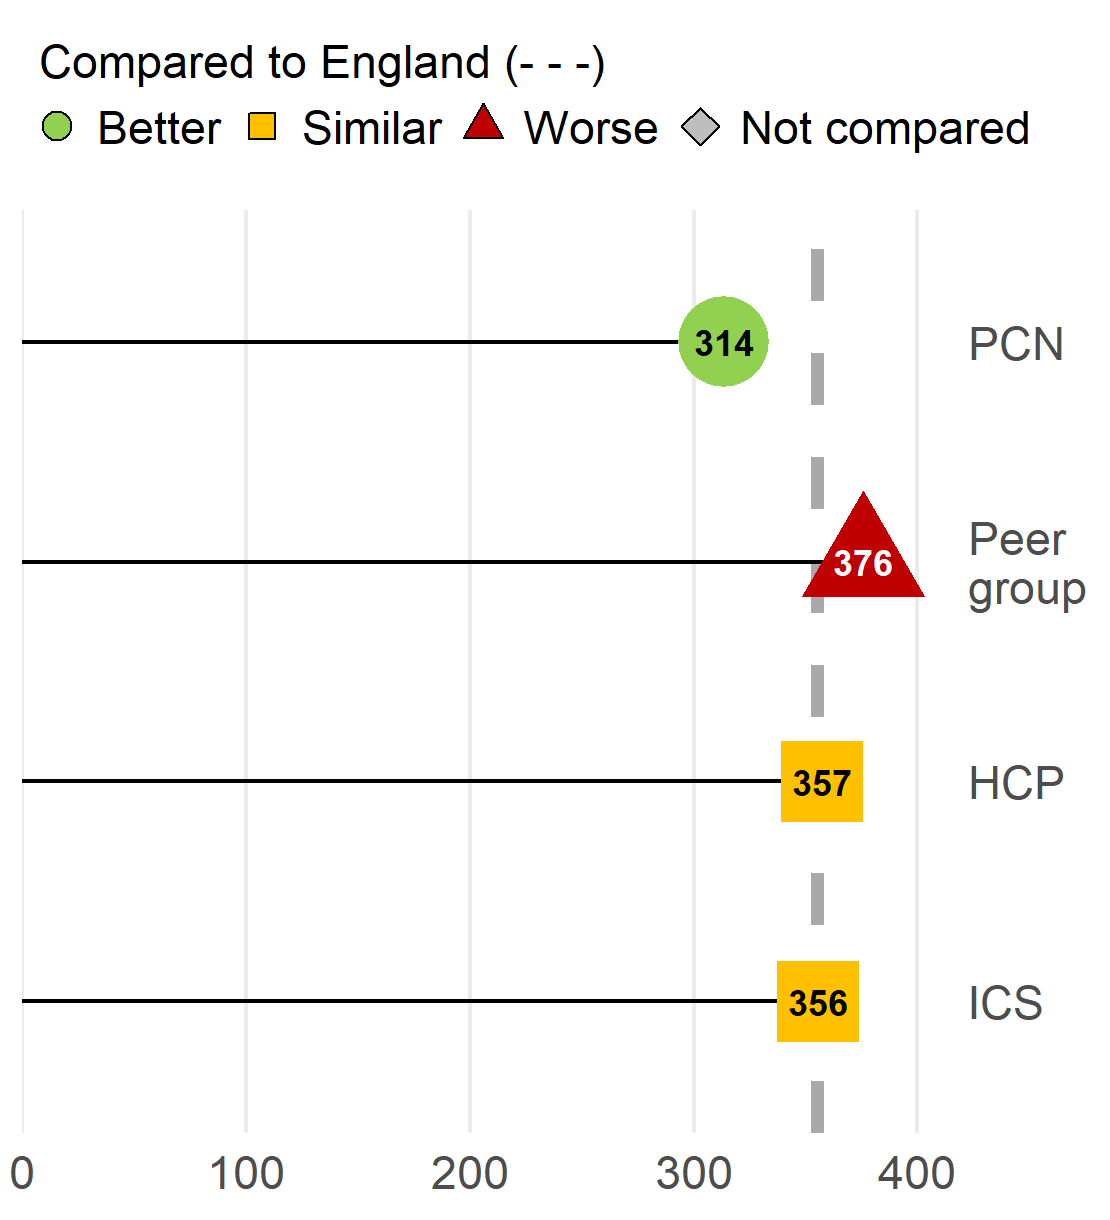 Compared to England (- - -)
Better Similar Worse Not compared
314 PCN
376 Peer
group
357 HCP
356 ICS
0 100 200 300 400